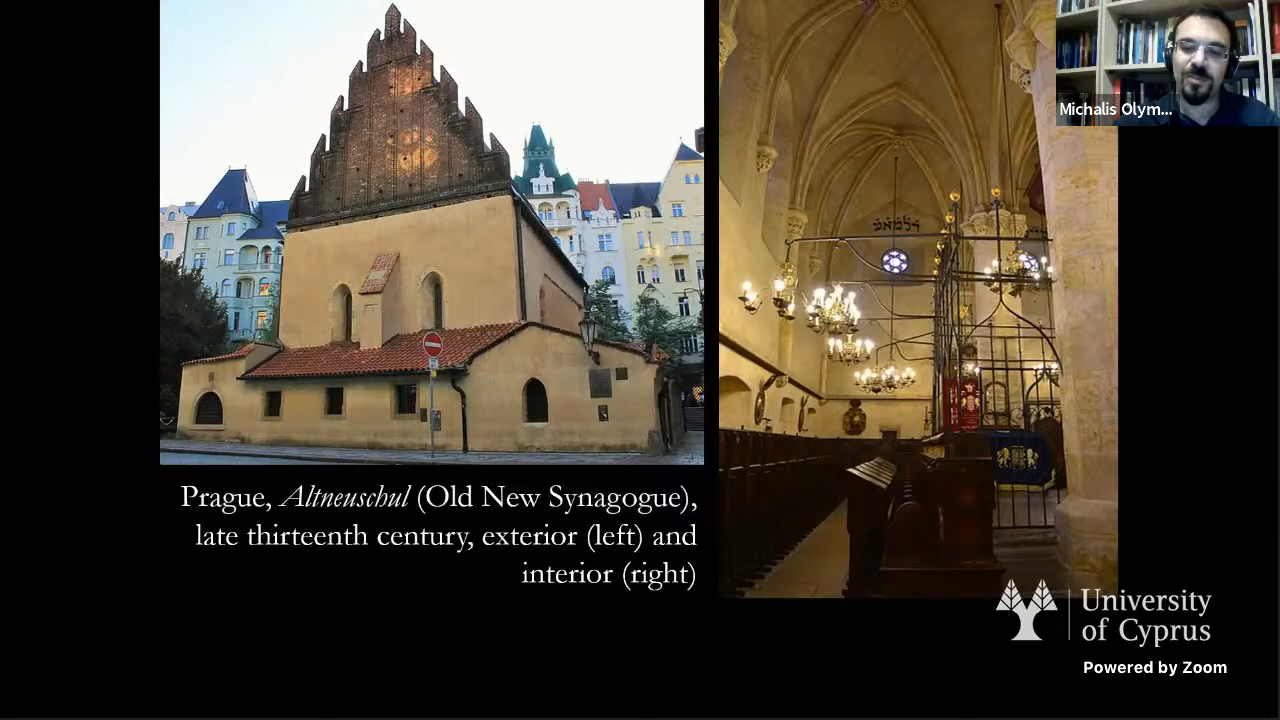 Michalis Olym...
Prague, Altneuschul (Old New Synagogue),
late thirteenth century, exterior (left) and
interior (right)
University
of Cyprus
Powered by Zoom